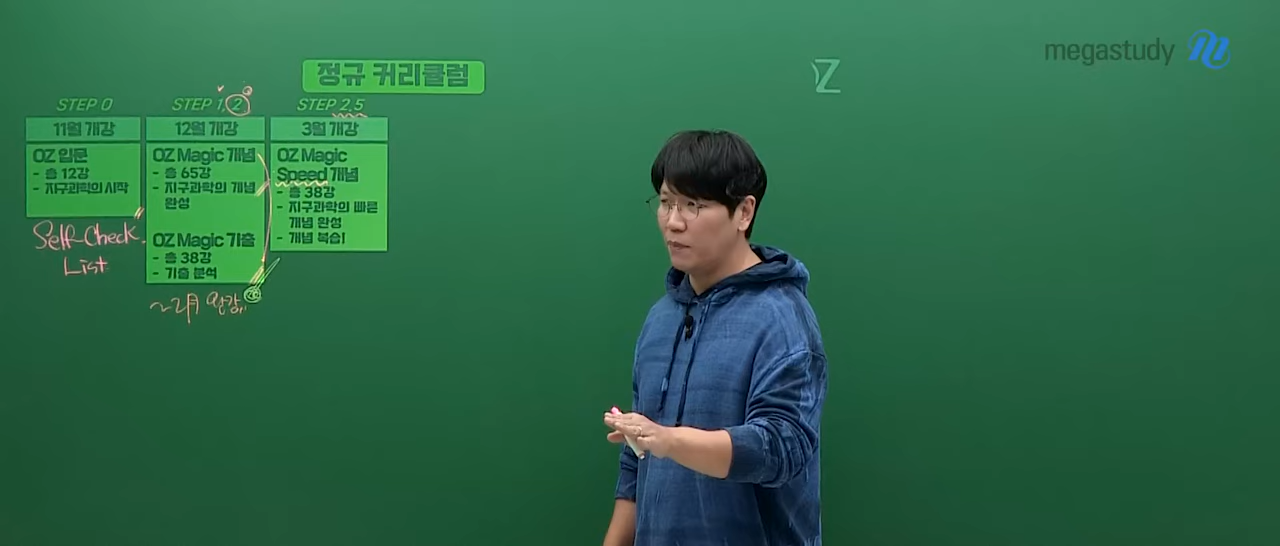 megastudy
정규 커리큘럼
Z
STEP 0
11월 개강
OZ 입문
- 총 12강
- 지구과학의 시작
Self-Check
List
STEP 1, 2
12월 개강
OZ Magic 개념
- 총 65강
- 지구과학의 개념
완성
OZ Magic 기출
- 총 38강
- 기출 분석
~2월 완강
STEP 2,5
3월 개강
OZ Magic
Speed 개념
- 총 38강
- 지구과학의 빠른
개념 완성
- 개념 복습!